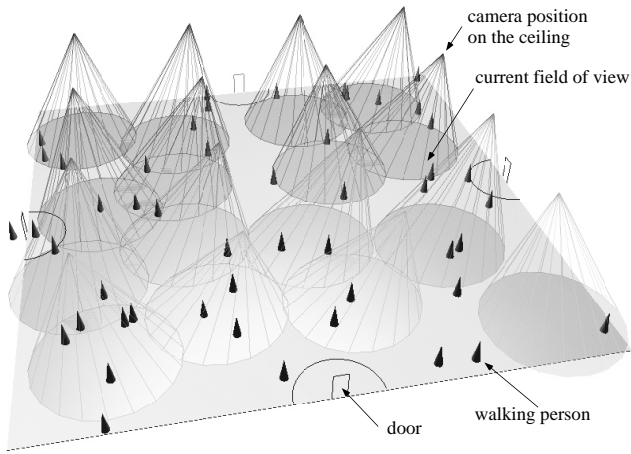 camera position
on the ceiling
current field of view
walking person
door